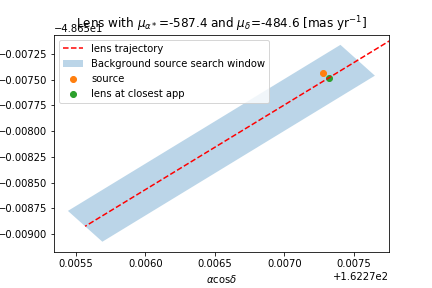 Lens with μα*=-587.4 and μδ=-484.6 [mas yr⁻¹]
−4.865e1
lens trajectory
Background source search window
source
lens at closest app
−0.00725
−0.00750
−0.00775
−0.00800
−0.00825
−0.00850
−0.00875
−0.00900
0.0055 0.0060 0.0065 0.0070 0.0075
+1.6227e2
αcosδ